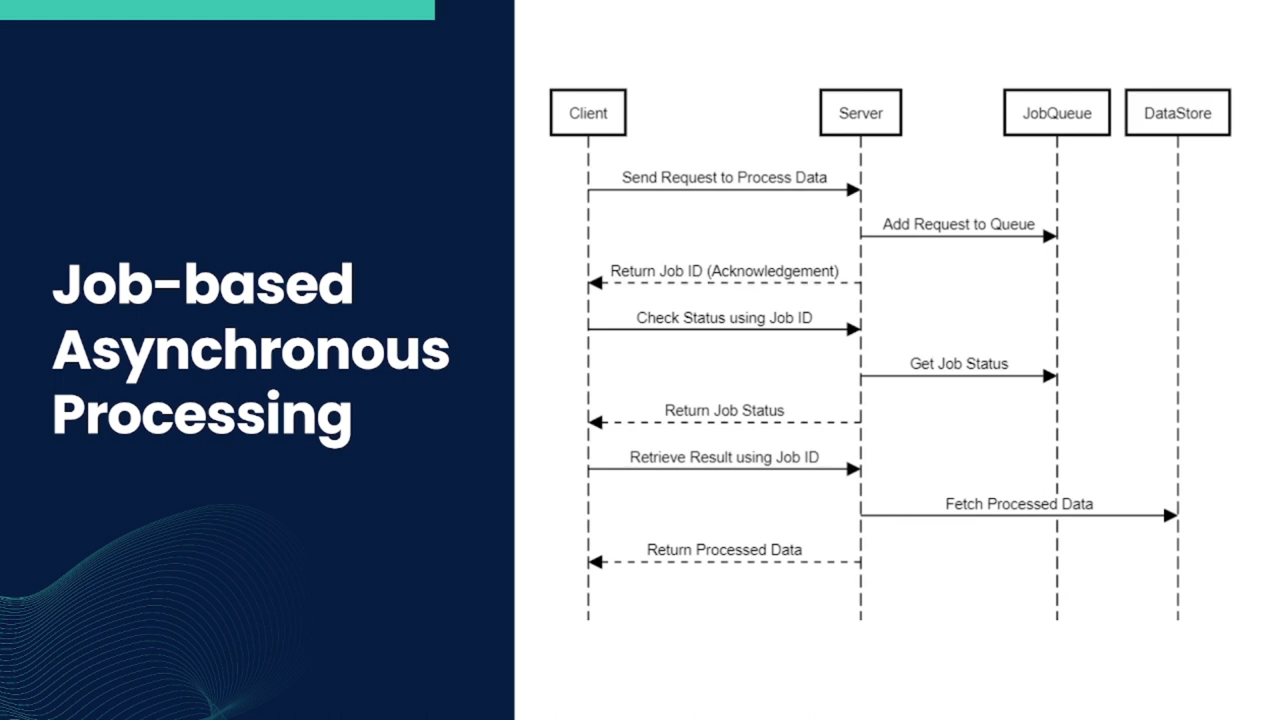 Job-based
Asynchronous
Processing
Client
Server
JobQueue
DataStore
Send Request to Process Data
Add Request to Queue
Return Job ID (Acknowledgement)
Check Status using Job ID
Get Job Status
Return Job Status
Retrieve Result using Job ID
Fetch Processed Data
Return Processed Data